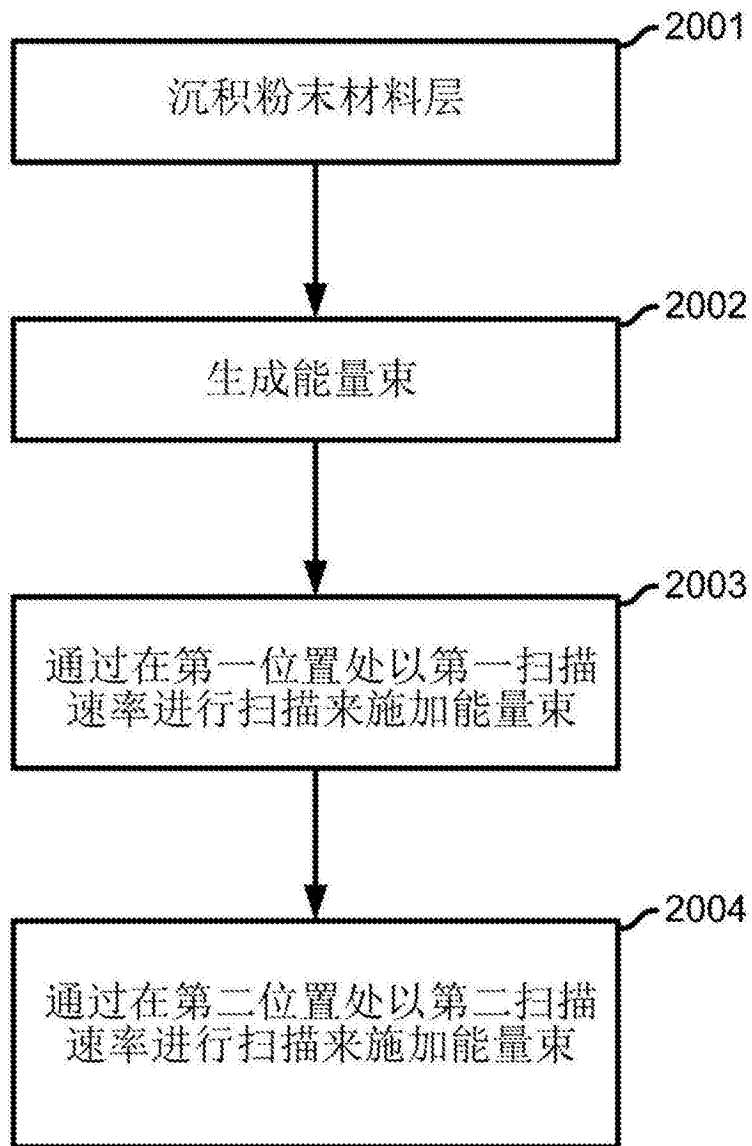 2001
沉积粉末材料层
2002
生成能量束
2003
通过在第一位置处以第一扫描
速率进行扫描来施加能量束
2004
通过在第二位置处以第二扫描
速率进行扫描来施加能量束